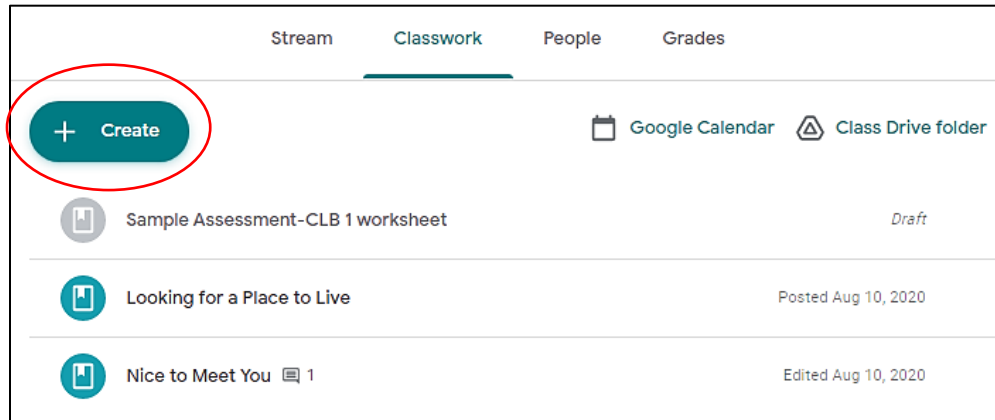 Stream Classwork People Grades
+ Create Google Calendar Class Drive folder
Sample Assessment-CLB 1 worksheet Draft
Looking for a Place to Live Posted Aug 10, 2020
Nice to Meet You 1 Edited Aug 10, 2020